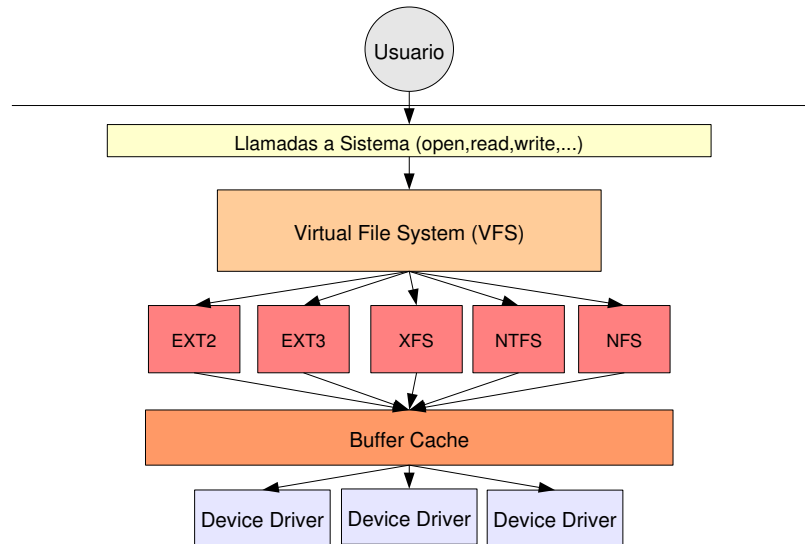 Usuario
Llamadas a Sistema (open,read,write,...)
Virtual File System (VFS)
EXT2
EXT3
XFS
NTFS
NFS
Buffer Cache
Device Driver
Device Driver
Device Driver